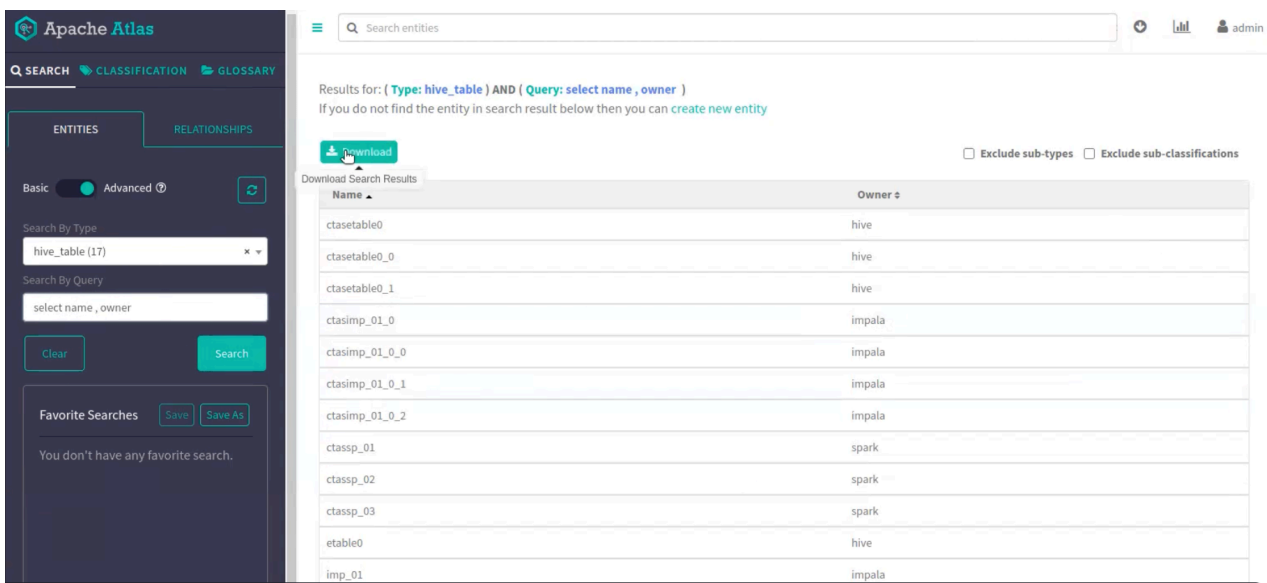 Apache Atlas
SEARCH CLASSIFICATION GLOSSARY
ENTITIES RELATIONSHIPS
Basic Advanced
Search By Type
hive_table (17)
Search By Query
select name , owner
Clear Search
Favorite Searches Save Save As
You don't have any favorite search.
Search entities
admin
Results for: ( Type: hive_table ) AND ( Query: select name , owner )
If you do not find the entity in search result below then you can create new entity
Download
Exclude sub-types Exclude sub-classifications
Download Search Results
Name Owner
ctasetable0 hive
ctasetable0_0 hive
ctasetable0_1 hive
ctasimp_01_0 impala
ctasimp_01_0_0 impala
ctasimp_01_0_1 impala
ctasimp_01_0_2 impala
ctassp_01 spark
ctassp_02 spark
ctassp_03 spark
etable0 hive
imp_01 impala